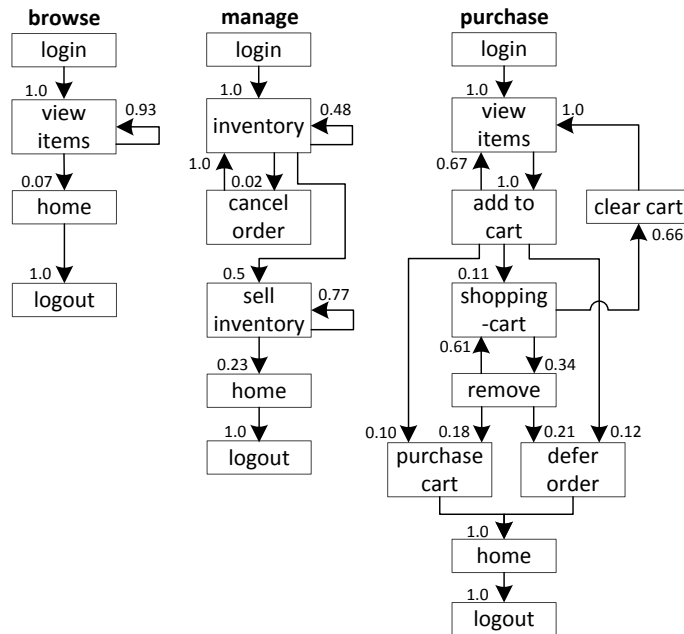 browse
login
1.0
view
items
0.93
0.07
home
1.0
logout
manage
login
1.0
inventory
0.48
1.0
0.02
cancel
order
0.5
sell
inventory
0.77
0.23
home
1.0
logout
purchase
login
1.0
view
items
1.0
0.67
1.0
add to
cart
clear cart
0.66
0.11
shopping
-cart
0.61
0.34
remove
0.10
0.18
0.21
0.12
purchase
cart
defer
order
1.0
home
1.0
logout